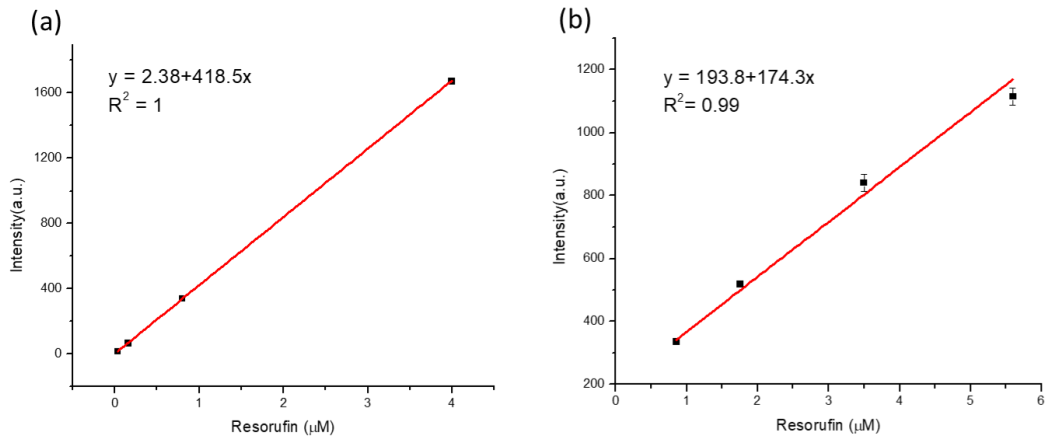 (a)
y = 2.38+418.5x
R² = 1
1600
1200
800
400
0
Intensity(a.u.)
0 1 2 3 4
Resorufin (μM)
(b)
y = 193.8+174.3x
R²= 0.99
1200
1000
800
600
400
200
Intensity(a.u.)
0 1 2 3 4 5 6
Resorufin (μM)